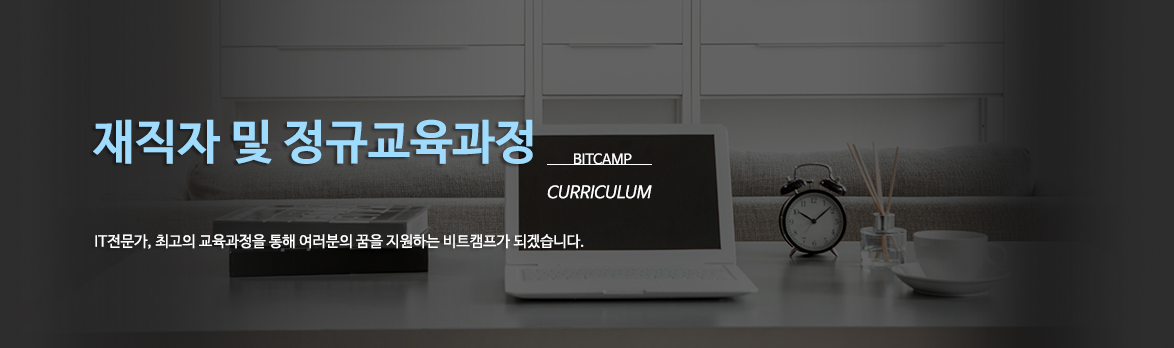 재직자 및 정규교육과정
BITCAMP
CURRICULUM
IT전문가, 최고의 교육과정을 통해 여러분의 꿈을 지원하는 비트캠프가 되겠습니다.